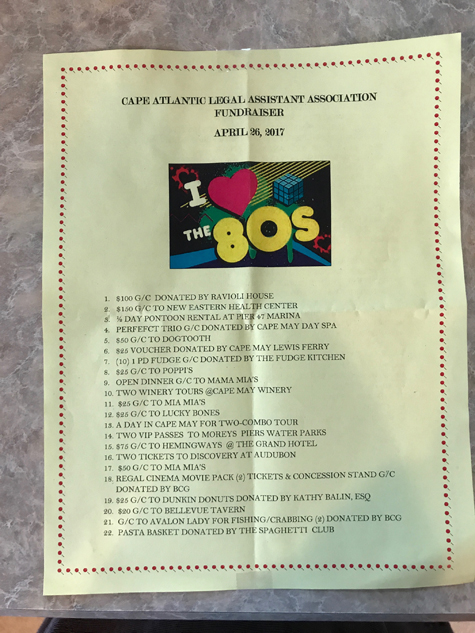 CAPE ATLANTIC LEGAL ASSISTANT ASSOCIATION
FUNDRAISER
APRIL 26, 2017
I
THE 80s
1. $100 G/C DONATED BY RAVIOLI HOUSE
2. $150 G/C TO NEW EASTERN HEALTH CENTER
3. ½ DAY PONTOON RENTAL AT PIER 47 MARINA
4. PERFEFCT TRIO G/C DONATED BY CAPE MAY DAY SPA
5. $50 G/C TO DOGTOOTH
6. $25 VOUCHER DONATED BY CAPE MAY LEWIS FERRY
7. (10) 1 PD FUDGE G/C DONATED BY THE FUDGE KITCHEN
8. $25 G/C TO POPPI'S
9. OPEN DINNER G/C TO MAMA MIA'S
10. TWO WINERY TOURS @CAPE MAY WINERY
11. $25 G/C TO MIA MIA'S
12. $25 G/C TO LUCKY BONES
13. A DAY IN CAPE MAY FOR TWO-COMBO TOUR
14. TWO VIP PASSES TO MOREYS PIERS WATER PARKS
15. $75 G/C TO HEMINGWAYS @ THE GRAND HOTEL
16. TWO TICKETS TO DISCOVERY AT AUDUBON
17. $50 G/C TO MIA MIA'S
18. REGAL CINEMA MOVIE PACK (2) TICKETS & CONCESSION STAND G/C
DONATED BY BCG
19. $25 G/C TO DUNKIN DONUTS DONATED BY KATHY BALIN, ESQ
20. $20 G/C TO BELLEVUE TAVERN
21. G/C TO AVALON LADY FOR FISHING/CRABBING (2) DONATED BY BCG
22. PASTA BASKET DONATED BY THE SPAGHETTI CLUB